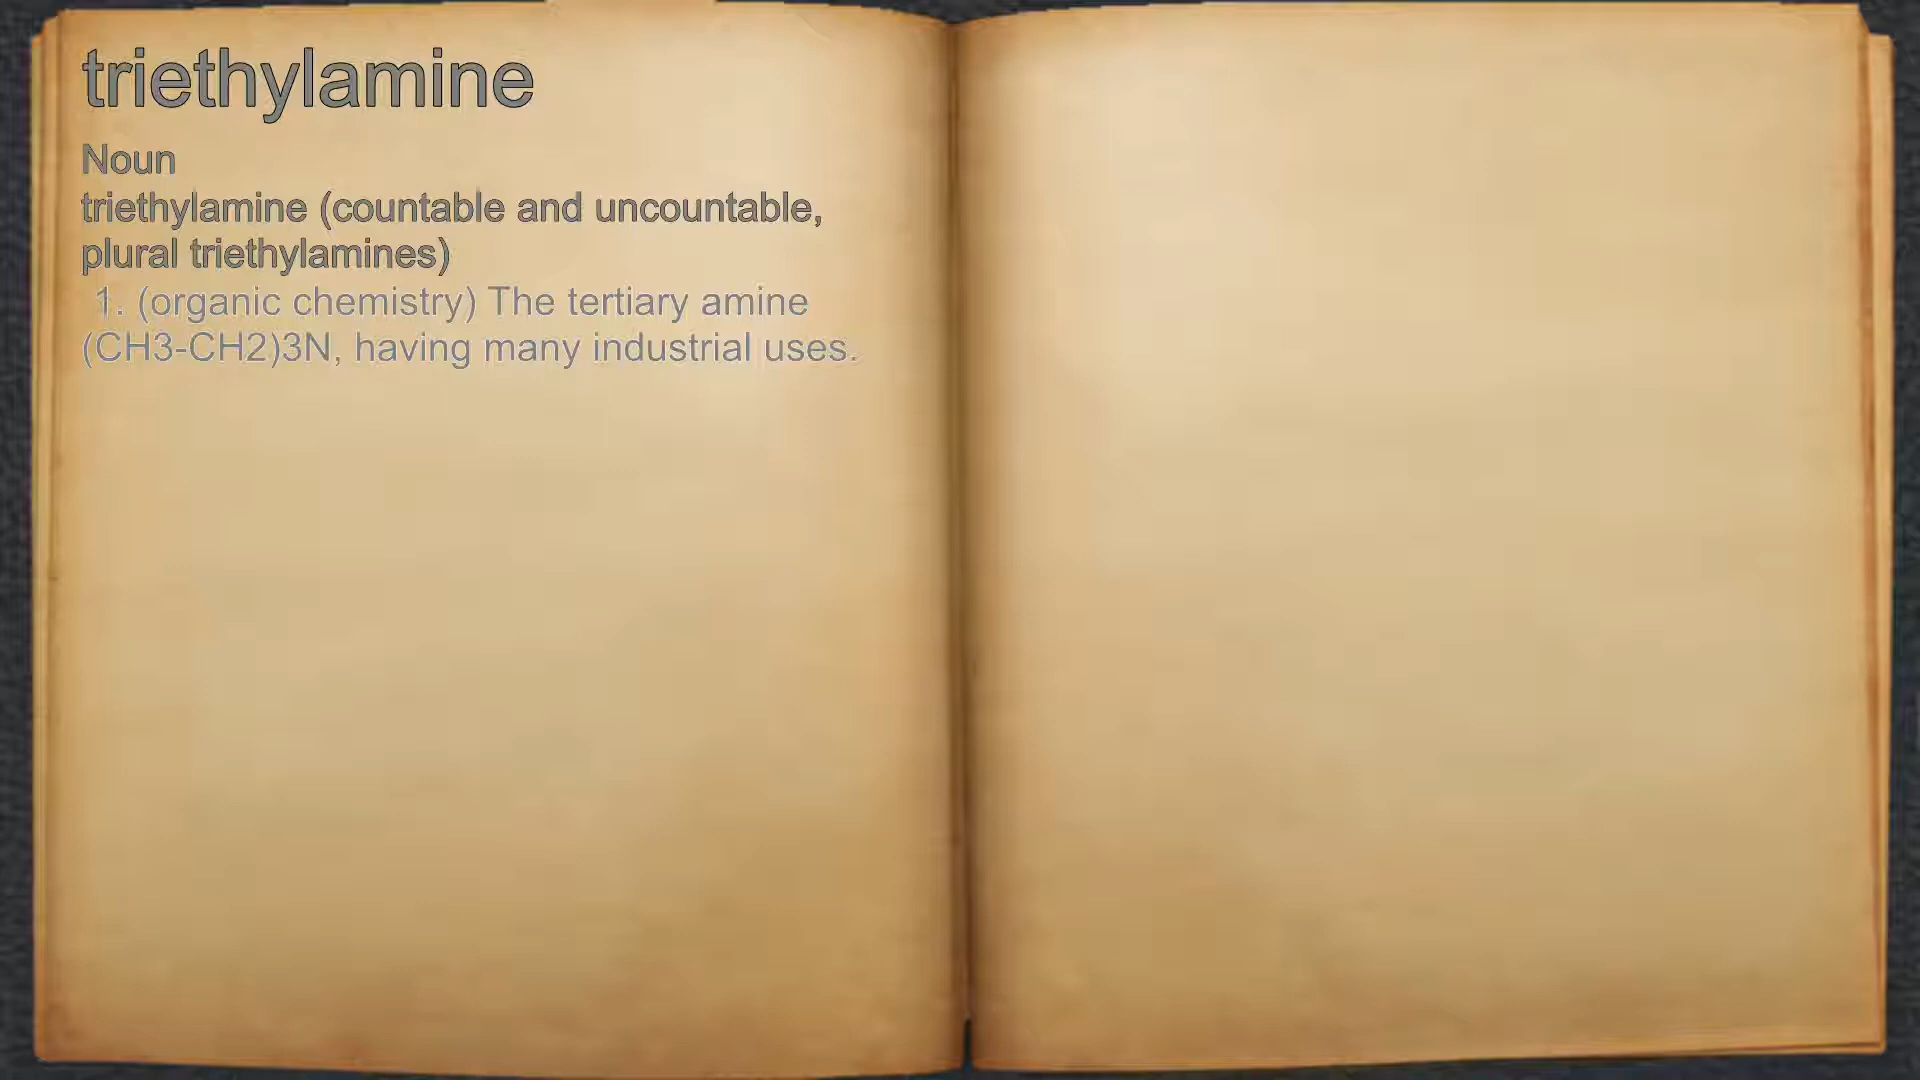 triethylamine
Noun
triethylamine (countable and uncountable,
plural triethylamines)
1. (organic chemistry) The tertiary amine
(CH3-CH2)3N, having many industrial uses.